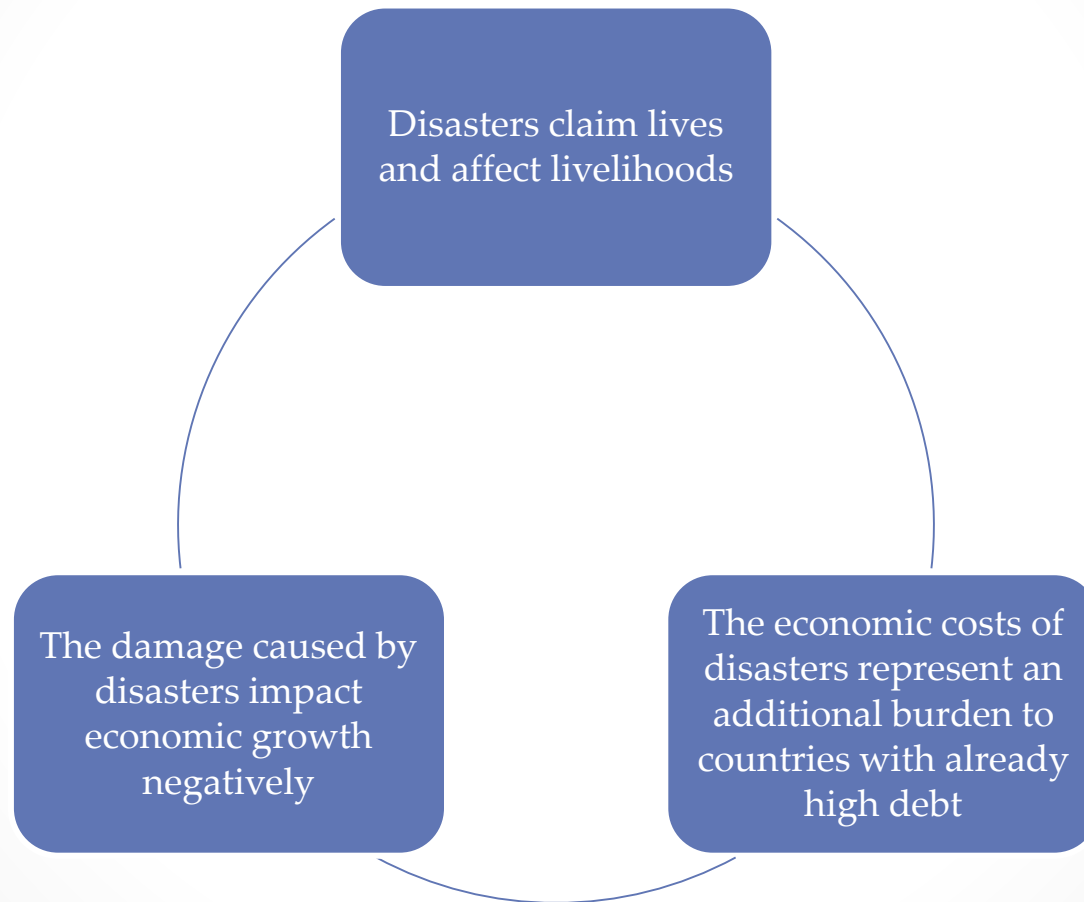 Disasters claim lives
and affect livelihoods
The economic costs of
disasters represent an
additional burden to
countries with already
high debt
The damage caused by
disasters impact
economic growth
negatively